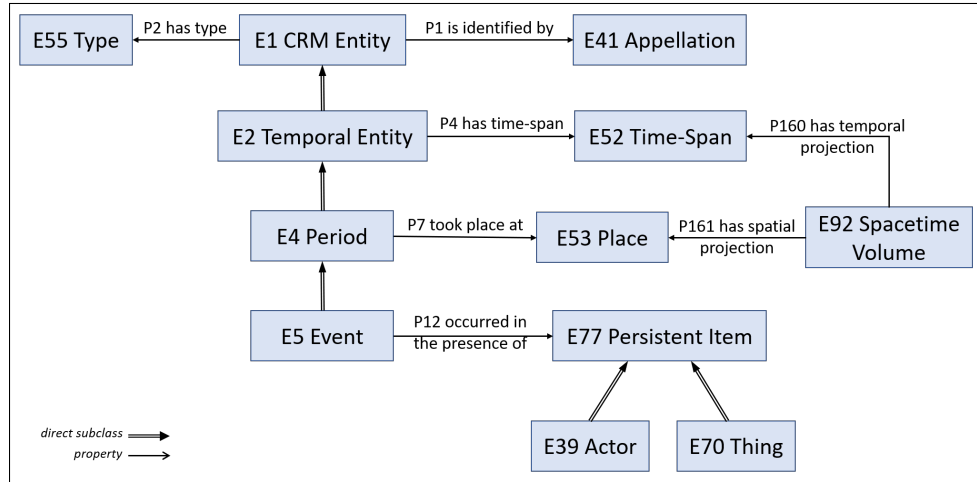 P2 has type
P1 is identified by
E55 Type
E1 CRM Entity
E41 Appellation
P4 has time-span
P160 has temporal
projection
E2 Temporal Entity
E52 Time-Span
P7 took place at
P161 has spatial
projection
E4 Period
E53 Place
E92 Spacetime
Volume
P12 occurred in
the presence of
E5 Event
E77 Persistent Item
direct subclass
property
E39 Actor
E70 Thing